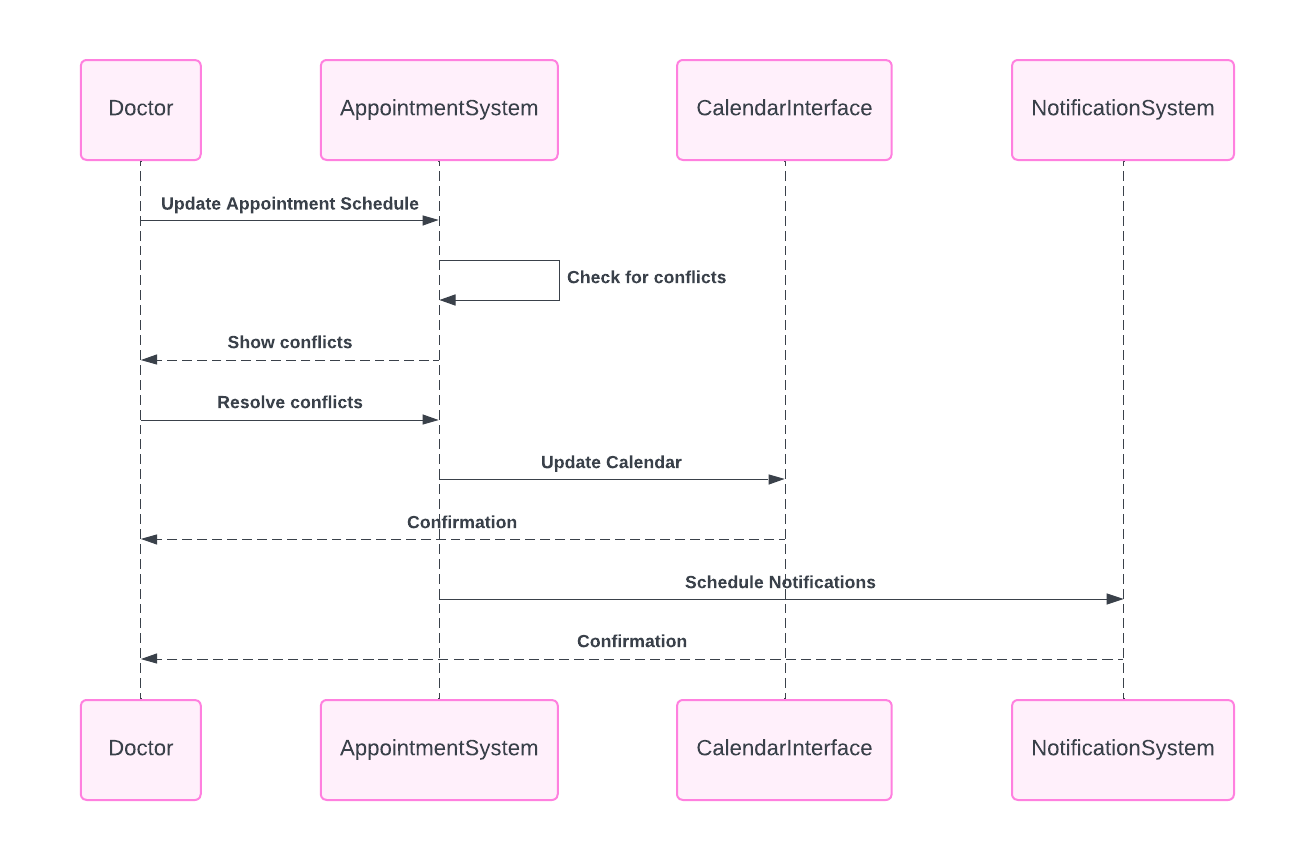 Doctor
AppointmentSystem
CalendarInterface
NotificationSystem
Update Appointment Schedule
Check for conflicts
Show conflicts
Resolve conflicts
Update Calendar
Confirmation
Schedule Notifications
Confirmation
Doctor
AppointmentSystem
CalendarInterface
NotificationSystem